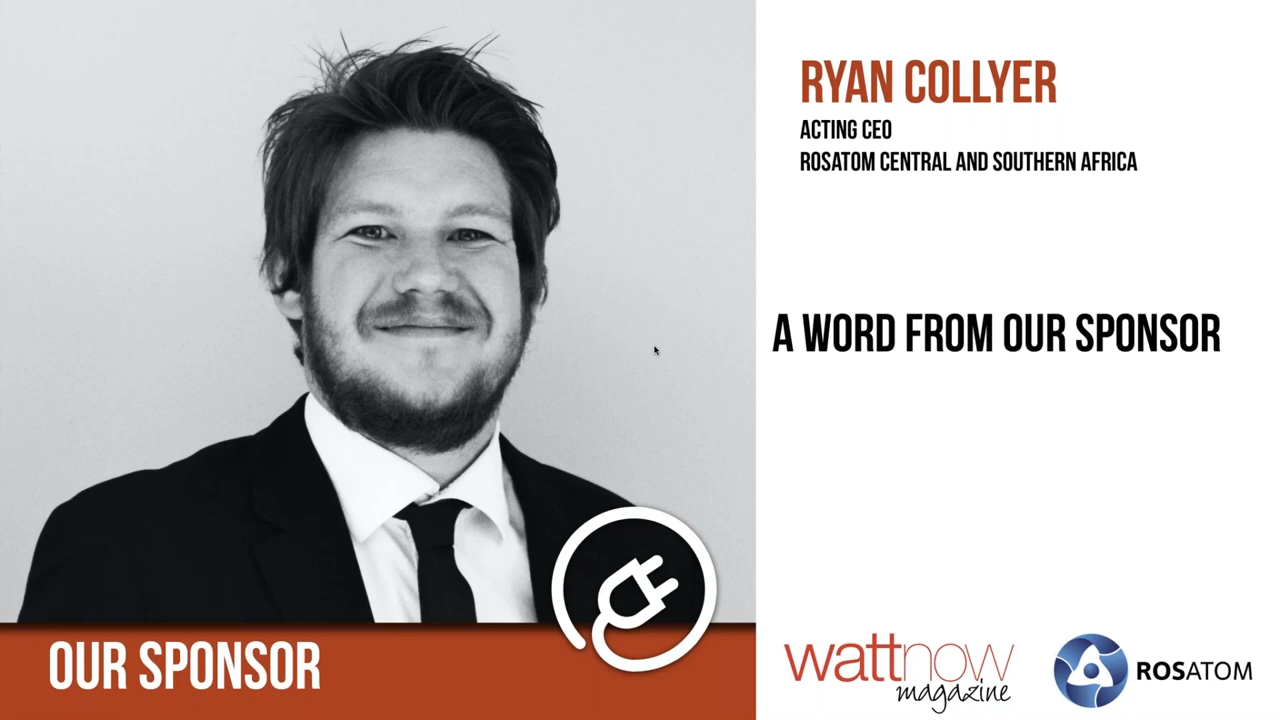 RYAN COLLYER
ACTING CEO
ROSATOM CENTRAL AND SOUTHERN AFRICA
A WORD FROM OUR SPONSOR
OUR SPONSOR
wattnow
magazine
ROSATOM